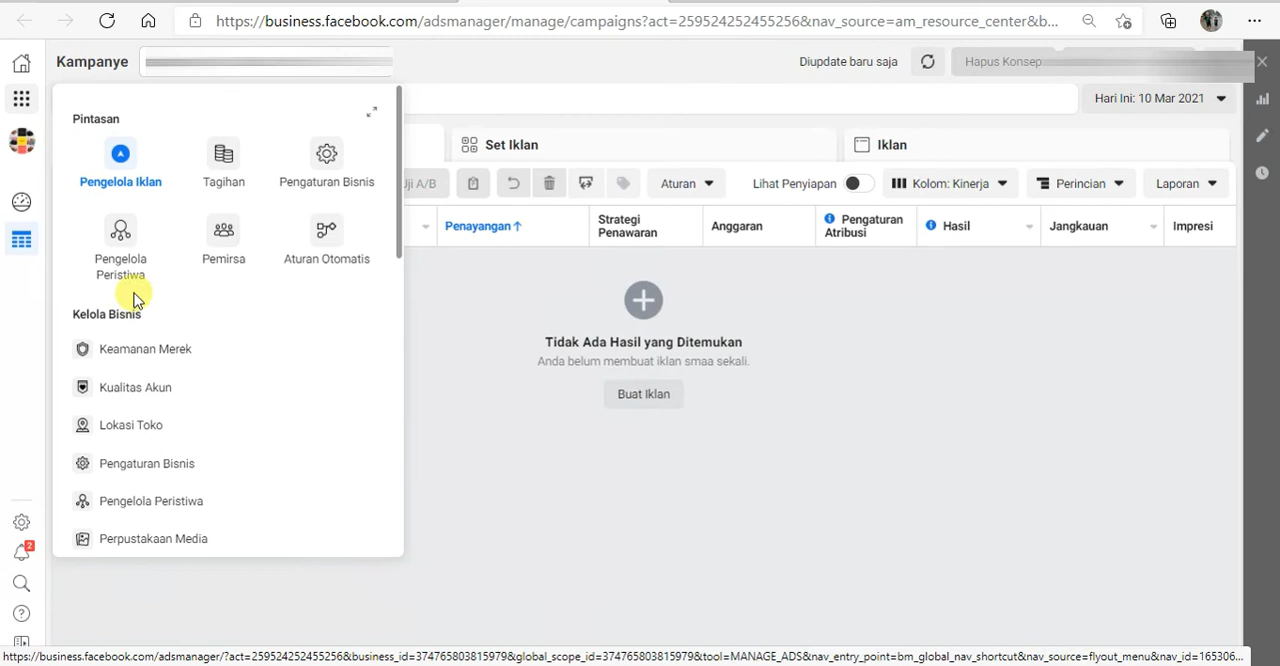 https://business.facebook.com/adsmanager/manage/campaigns?act=259524252455256&nav_source=am_resource_center&b...
Kampanye
Diupdate baru saja
Hapus Konsep
Hari Ini: 10 Mar 2021
Pintasan
Pengelola Iklan
Tagihan
Pengaturan Bisnis
Pengelola
Peristiwa
Pemirsa
Aturan Otomatis
Kelola Bisnis
Keamanan Merek
Kualitas Akun
Lokasi Toko
Pengaturan Bisnis
Pengelola Peristiwa
Perpustakaan Media
Set Iklan
Iklan
Uji A/B
Aturan
Lihat Penyiapan
Kolom: Kinerja
Perincian
Laporan
Penayangan↑
Strategi
Penawaran
Anggaran
Pengaturan
Atribusi
Hasil
Jangkauan
Impresi
Tidak Ada Hasil yang Ditemukan
Anda belum membuat iklan smaa sekali.
Buat Iklan
2
https://business.facebook.com/adsmanager/?act=259524252455256&business_id=374765803815979&global_scope_id=374765803815979&tool=MANAGE_ADS&nav_entry_point=bm_global_nav_shortcut&nav_source=flyout_menu&nav_id=165306...